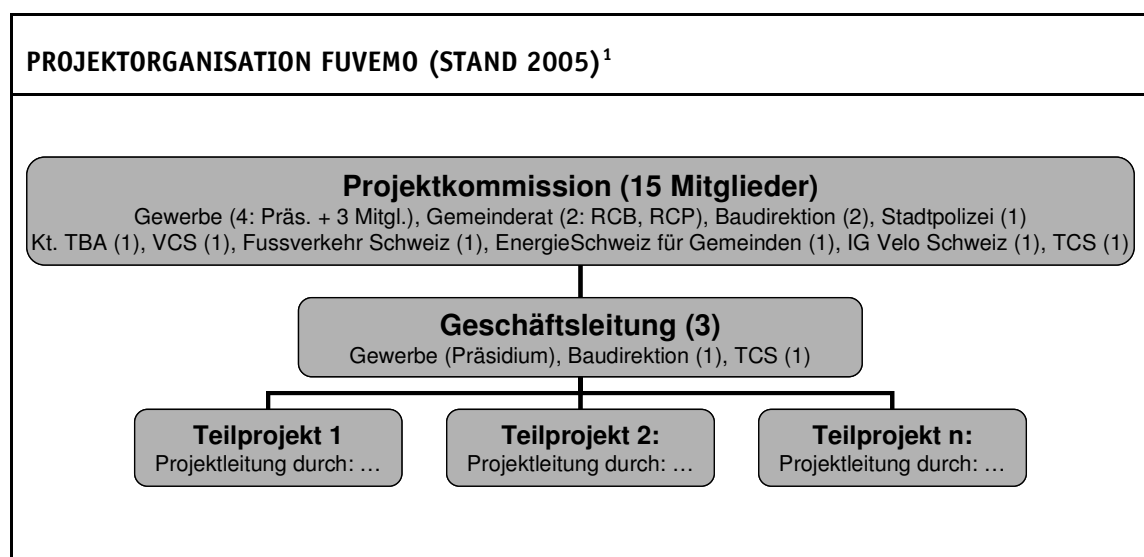 PROJEKTORGANISATION FUVEMO (STAND 2005)¹
Projektkommission (15 Mitglieder)
Gewerbe (4: Präs. + 3 Mitgl.), Gemeinderat (2: RCB, RCP), Baudirektion (2), Stadtpolizei (1)
Kt. TBA (1), VCS (1), Fussverkehr Schweiz (1), EnergieSchweiz für Gemeinden (1), IG Velo Schweiz (1), TCS (1)
Geschäftsleitung (3)
Gewerbe (Präsidium), Baudirektion (1), TCS (1)
Teilprojekt 1
Projektleitung durch: …
Teilprojekt 2:
Projektleitung durch: …
Teilprojekt n:
Projektleitung durch: …